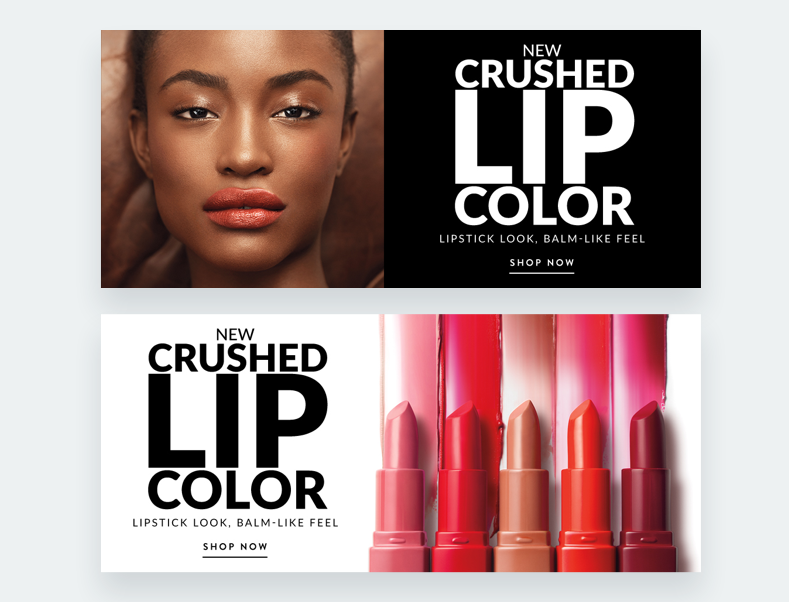 NEW
CRUSHED
LIP
COLOR
LIPSTICK LOOK, BALM-LIKE FEEL
SHOP NOW
NEW
CRUSHED
LIP
COLOR
LIPSTICK LOOK, BALM-LIKE FEEL
SHOP NOW